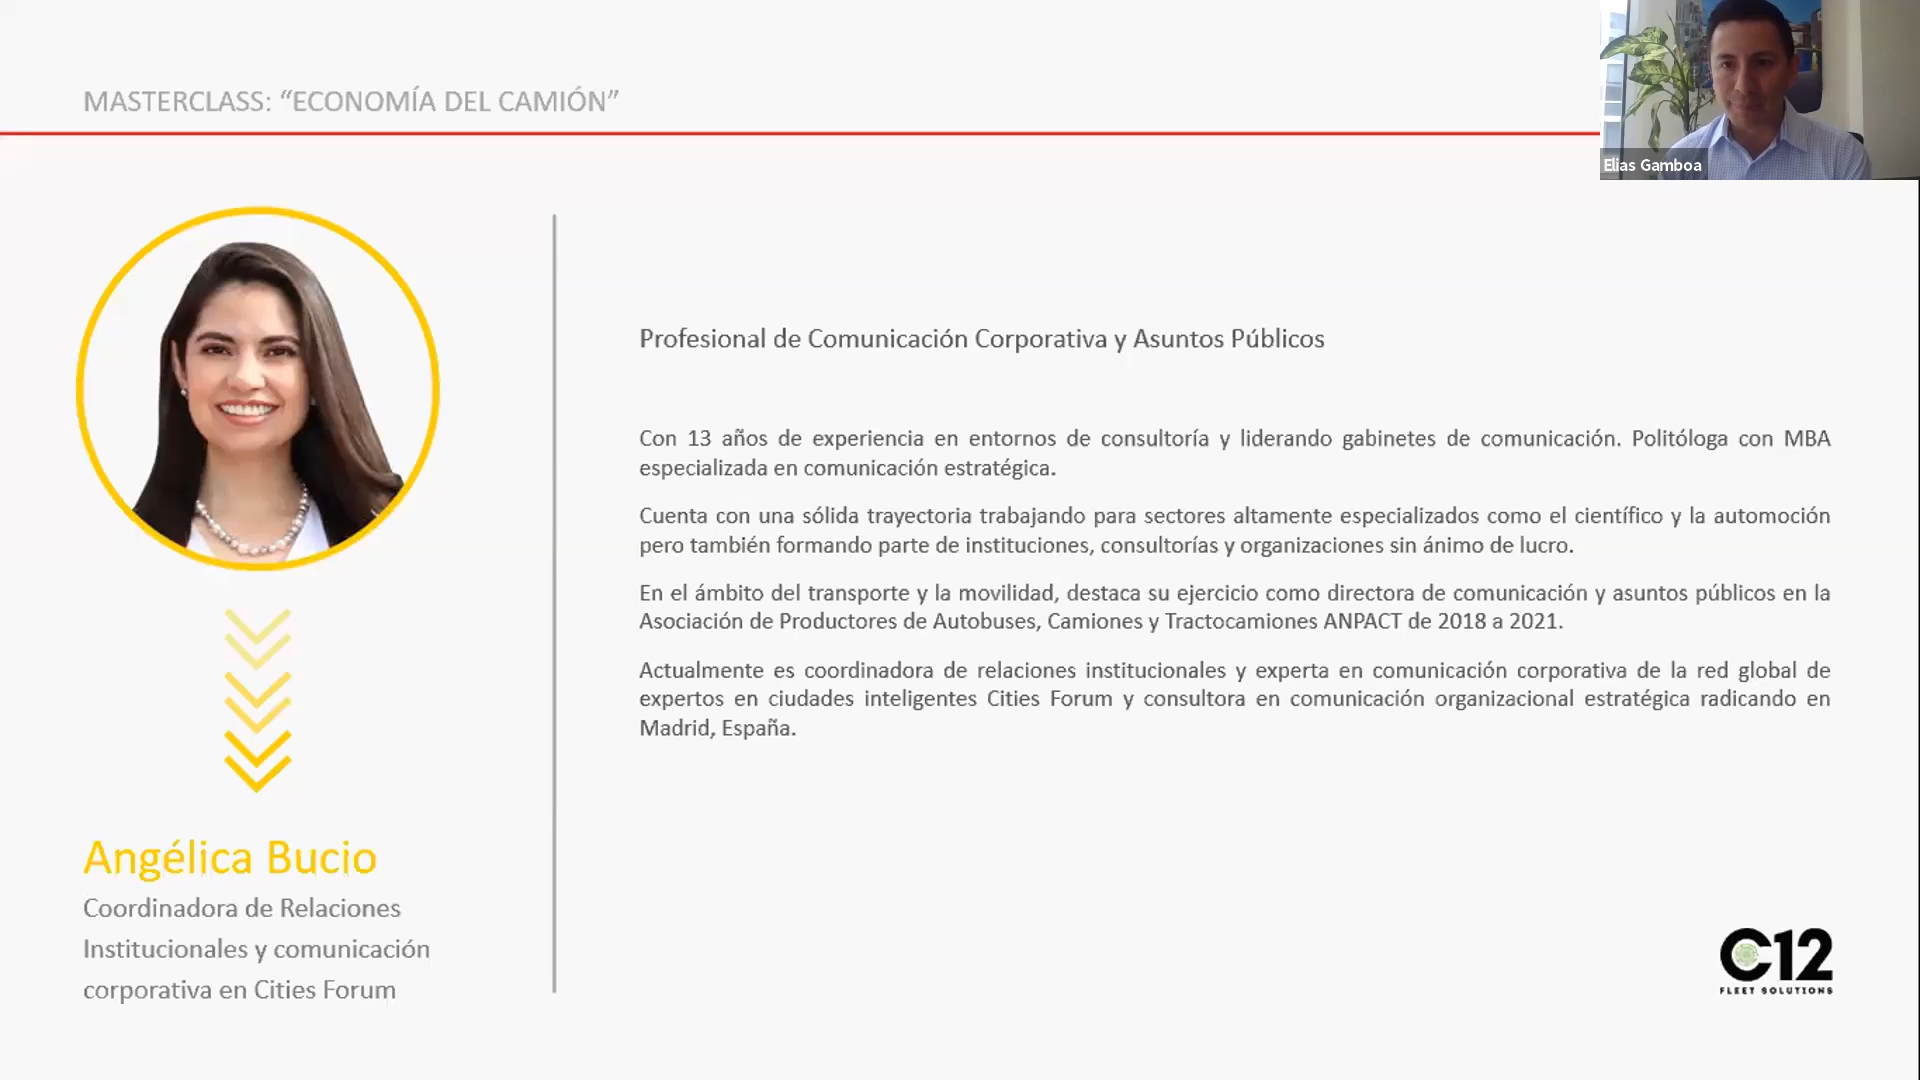 MASTERCLASS: “ECONOMÍA DEL CAMIÓN”
Elias Gamboa
Profesional de Comunicación Corporativa y Asuntos Públicos
Con 13 años de experiencia en entornos de consultoría y liderando gabinetes de comunicación. Politóloga con MBA
especializada en comunicación estratégica.
Cuenta con una sólida trayectoria trabajando para sectores altamente especializados como el científico y la automoción
pero también formando parte de instituciones, consultorías y organizaciones sin ánimo de lucro.
En el ámbito del transporte y la movilidad, destaca su ejercicio como directora de comunicación y asuntos públicos en la
Asociación de Productores de Autobuses, Camiones y Tractocamiones ANPACT de 2018 a 2021.
Actualmente es coordinadora de relaciones institucionales y experta en comunicación corporativa de la red global de
expertos en ciudades inteligentes Cities Forum y consultora en comunicación organizacional estratégica radicando en
Madrid, España.
Angélica Bucio
Coordinadora de Relaciones
Institucionales y comunicación
corporativa en Cities Forum
C12
FLEET SOLUTIONS